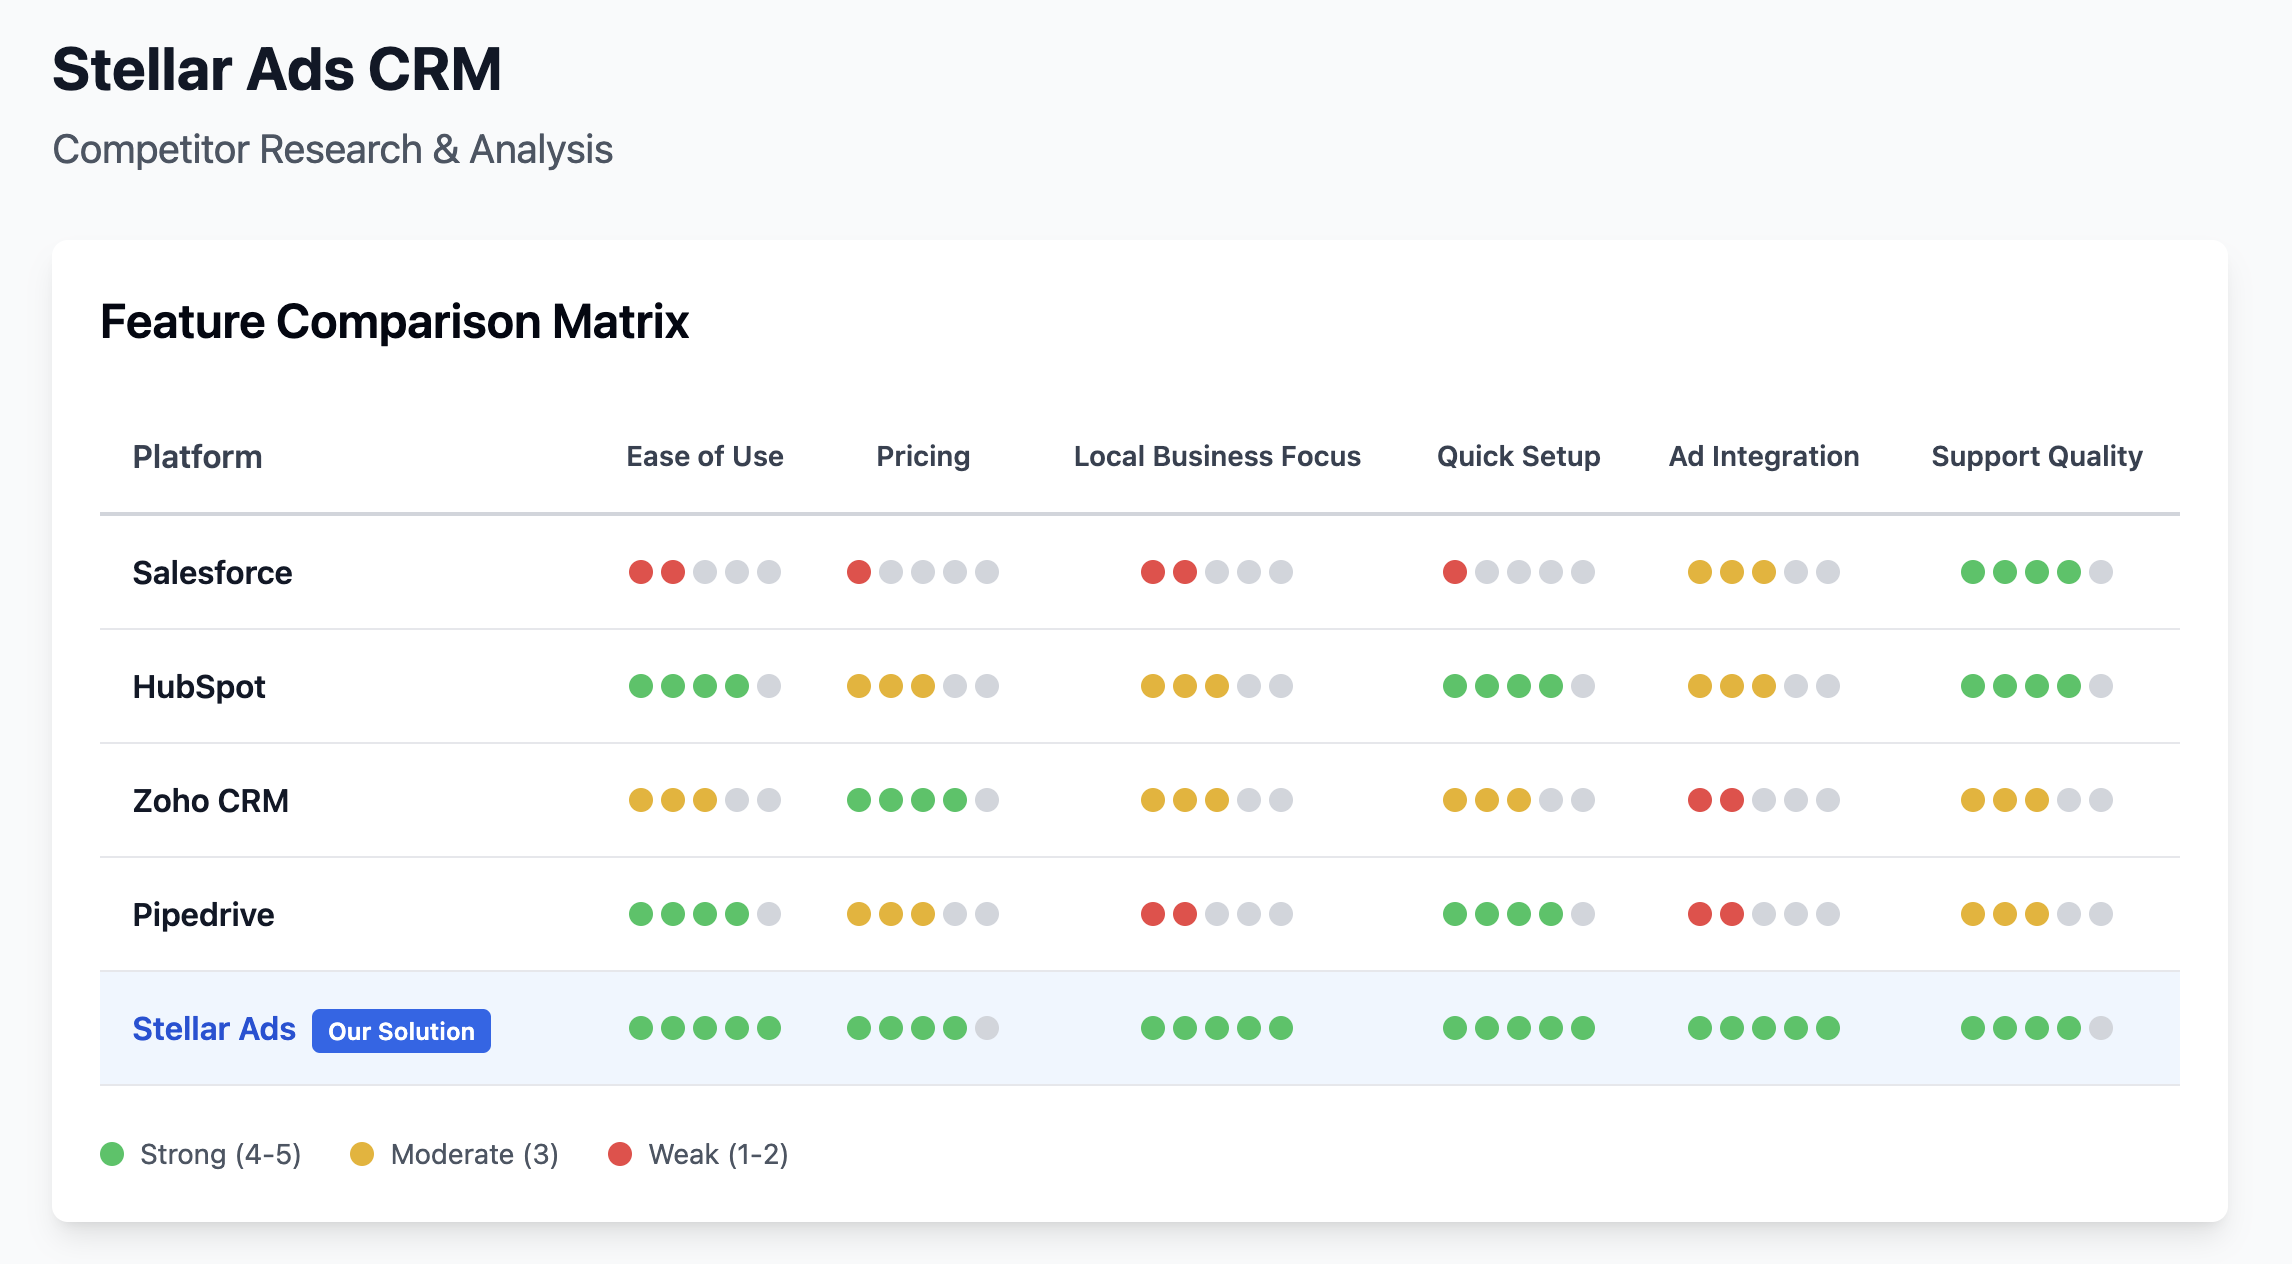 Stellar Ads CRM
Competitor Research & Analysis
Feature Comparison Matrix
Platform Ease of Use Pricing Local Business Focus Quick Setup Ad Integration Support Quality
Salesforce
HubSpot
Zoho CRM
Pipedrive
Stellar Ads Our Solution
Strong (4-5) Moderate (3) Weak (1-2)